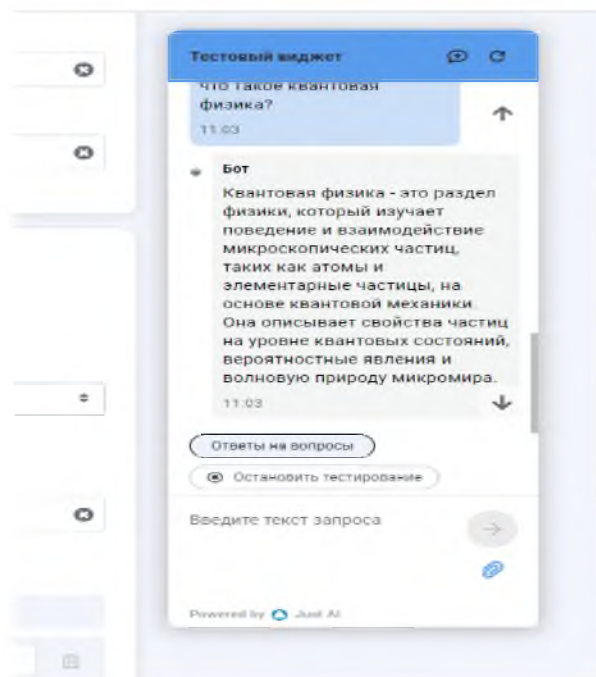 Тестовый виджет
что такое квантовая
физика?
11:03
Бот
Квантовая физика - это раздел
физики, который изучает
поведение и взаимодействие
микроскопических частиц,
таких как атомы и
элементарные частицы, на
основе квантовой механики.
Она описывает свойства частиц
на уровне квантовых состояний,
вероятностные явления и
волновую природу микромира.
11:03
Ответы на вопросы
Остановить тестирование
Введите текст запроса
Powered by Just AI